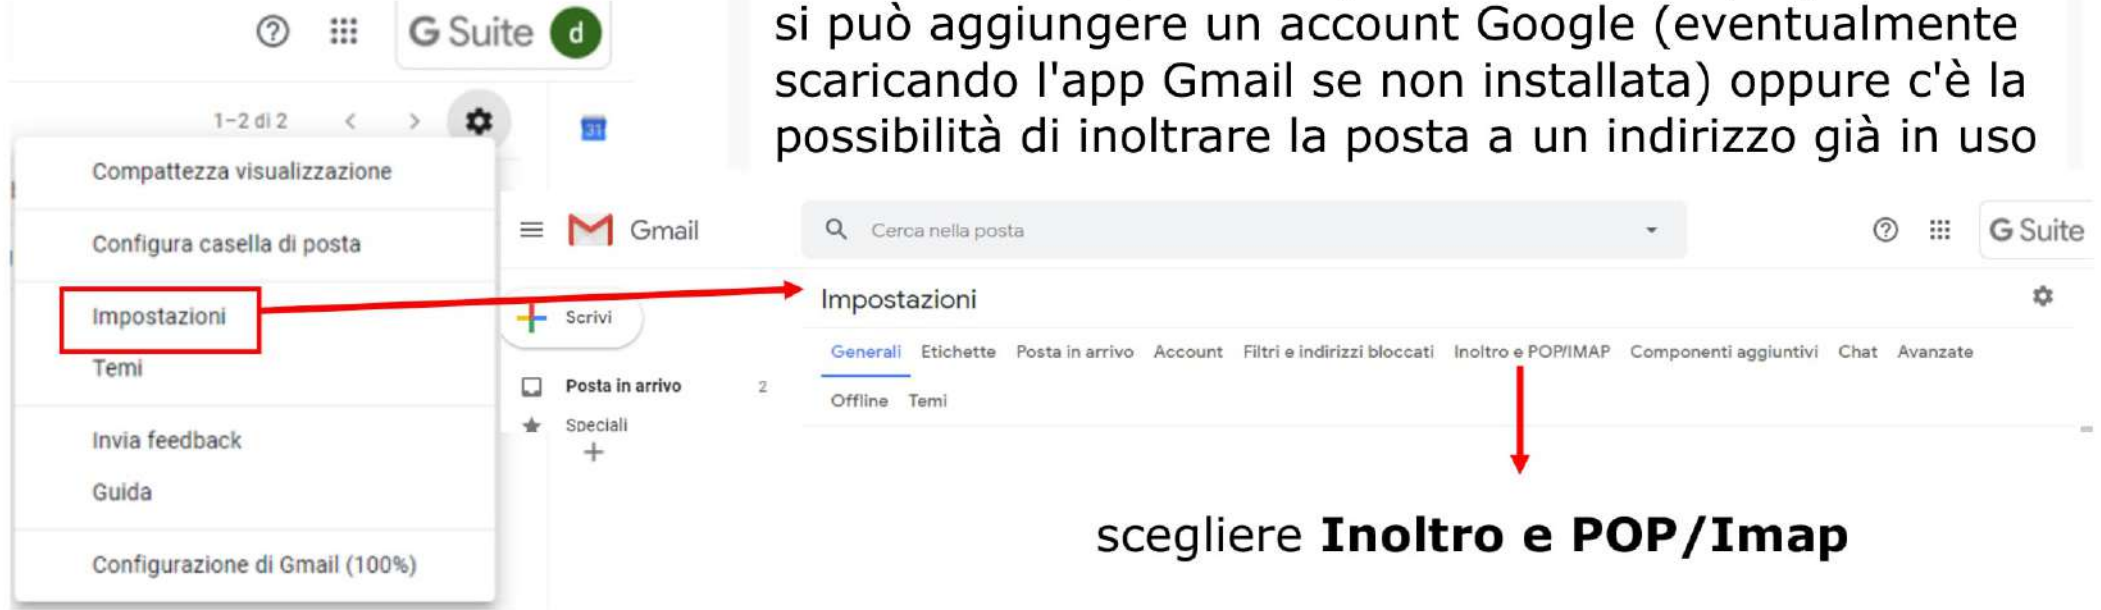 G Suite d
1–2 di 2
31
Compattezza visualizzazione
Configura casella di posta
Impostazioni
Temi
Invia feedback
Guida
Configurazione di Gmail (100%)
si può aggiungere un account Google (eventualmente
scaricando l'app Gmail se non installata) oppure c'è la
possibilità di inoltrare la posta a un indirizzo già in uso
Gmail
Cerca nella posta
G Suite
Scrivi
Posta in arrivo 2
Speciali
Impostazioni
Generali Etichette Posta in arrivo Account Filtri e indirizzi bloccati Inoltro e POP/IMAP Componenti aggiuntivi Chat Avanzate
Offline Temi
scegliere Inoltro e POP/Imap